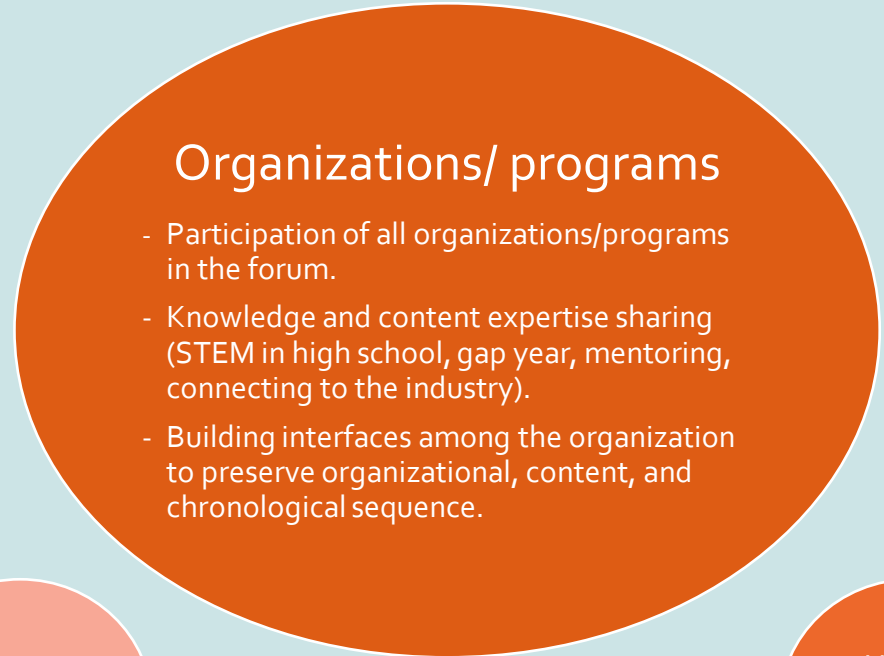 Organizations/ programs
- Participation of all organizations/programs
in the forum.
- Knowledge and content expertise sharing
(STEM in high school, gap year, mentoring,
connecting to the industry).
- Building interfaces among the organization
to preserve organizational, content, and
chronological sequence.